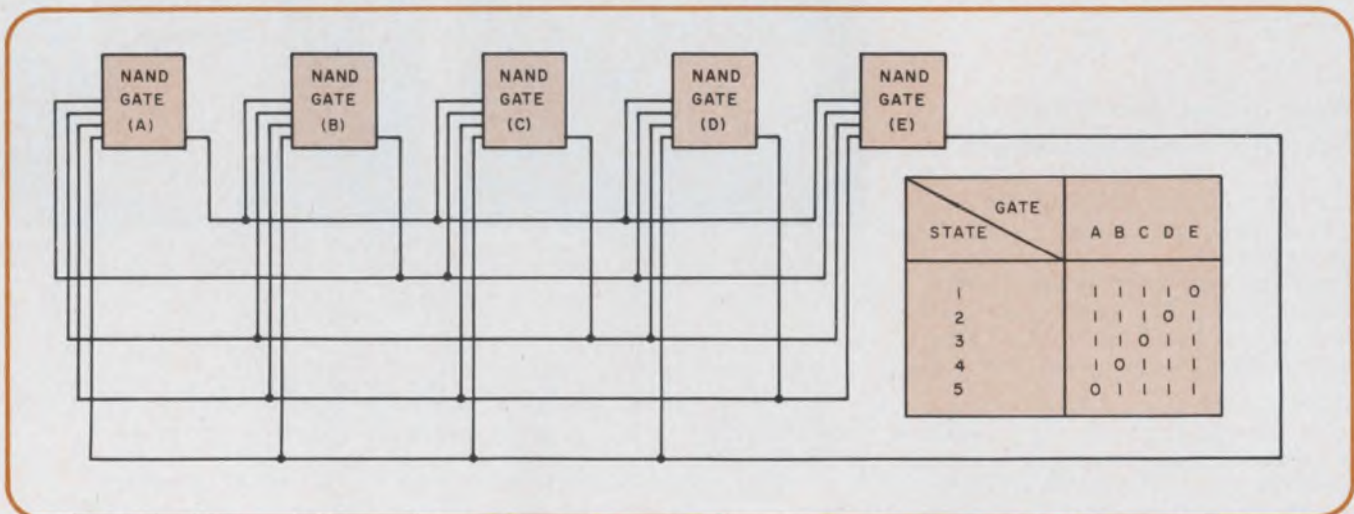 NAND GATE (A)
NAND GATE (B)
NAND GATE (C)
NAND GATE (D)
NAND GATE (E)
GATE
STATE
A B C D E
1 1 1 1 1 0
2 1 1 1 0 1
3 1 1 0 1 1
4 1 0 1 1 1
5 0 1 1 1 1